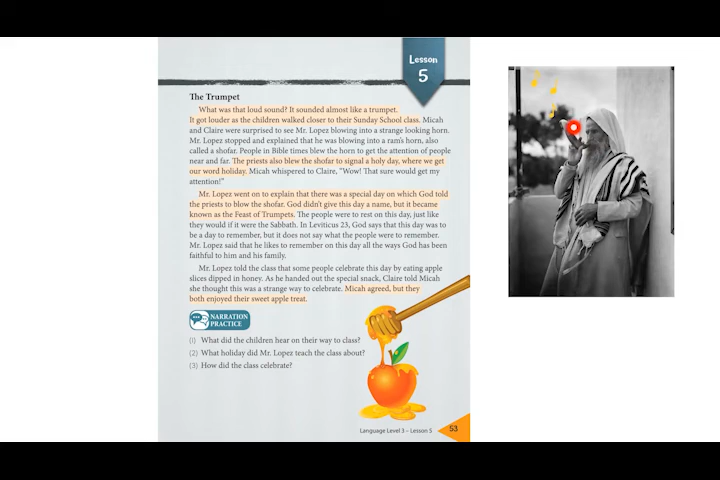 Lesson
5
The Trumpet
What was that loud sound? It sounded almost like a trumpet.
It got louder as the children walked closer to their Sunday School class. Micah
and Claire were surprised to see Mr. Lopez blowing into a strange looking horn.
Mr. Lopez stopped and explained that he was blowing into a ram's horn, also
called a shofar. People in Bible times blew the horn to get the attention of people
near and far. The priests also blew the shofar to signal a holy day, where we get
our word holiday. Micah whispered to Claire, "Wow! That sure would get my
attention!"
Mr. Lopez went on to explain that there was a special day on which God told
the priests to blow the shofar. God didn't give this day a name, but it became
known as the Feast of Trumpets. The people were to rest on this day, just like
they would if it were the Sabbath. In Leviticus 23, God says that this day was to
be a day to remember, but it does not say what the people were to remember.
Mr. Lopez said that he likes to remember on this day all the ways God has been
faithful to him and his family.
Mr. Lopez told the class that some people celebrate this day by eating apple
slices dipped in honey. As he handed out the special snack, Claire told Micah
she thought this was a strange way to celebrate. Micah agreed, but they
both enjoyed their sweet apple treat.
NARRATION
PRACTICE
(1) What did the children hear on their way to class?
(2) What holiday did Mr. Lopez teach the class about?
(3) How did the class celebrate?
Language Level 3 – Lesson 5 53